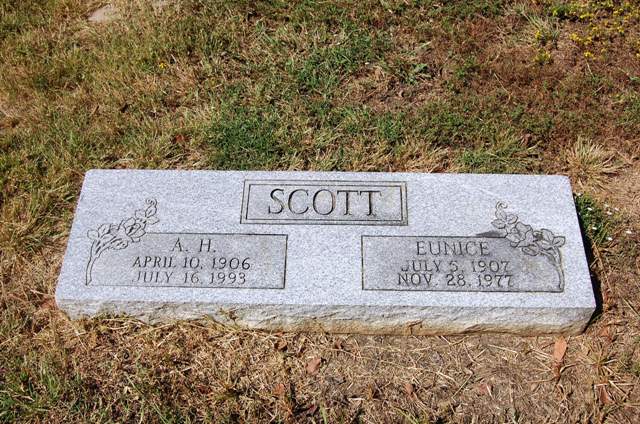 SCOTT
A. H.
APRIL 10, 1906
JULY 16, 1993
EUNICE
JULY 5, 1907
NOV. 28, 1977